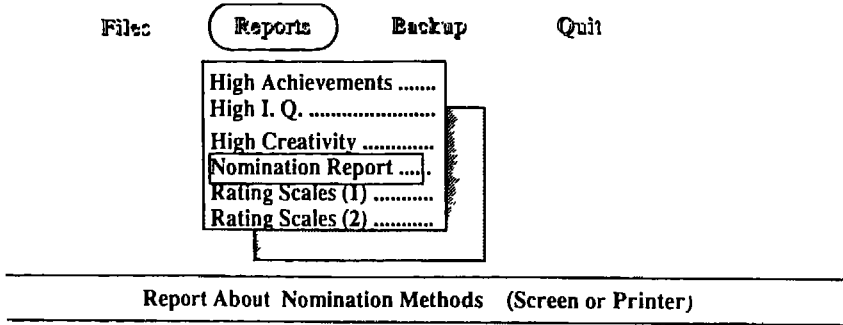 Files Reports Backup Quit
High Achievements .......
High I. Q. .......................
High Creativity .............
Nomination Report ......
Rating Scales (1) ...........
Rating Scales (2) ...........
Report About Nomination Methods (Screen or Printer)